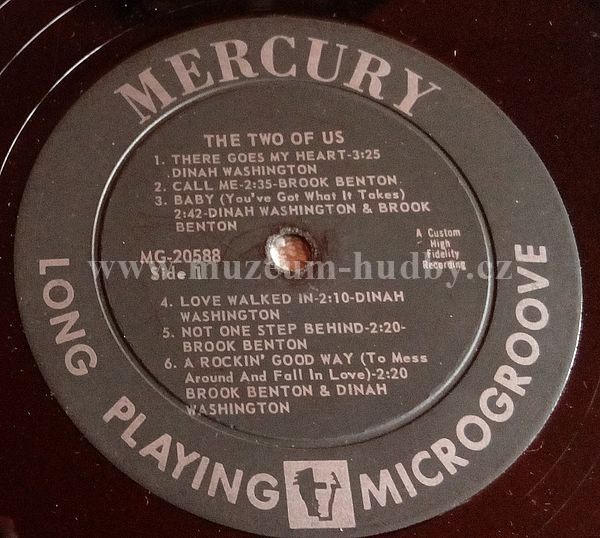 MERCURY
THE TWO OF US
1. THERE GOES MY HEART-3:25
DINAH WASHINGTON
2. CALL ME-2:35-BROOK BENTON
3. BABY (You've Got What It Takes)
2:42-DINAH WASHINGTON & BROOK
BENTON
MG-20588
Side
A Custom
High
Fidelity
Recording
www.muzeum-hudby.cz
4. LOVE WALKED IN-2:10-DINAH
WASHINGTON
5. NOT ONE STEP BEHIND-2:20-
BROOK BENTON
6. A ROCKIN' GOOD WAY (To Mess
Around And Fall In Love)-2:20
BROOK BENTON & DINAH
WASHINGTON
LONG PLAYING MICROGROOVE